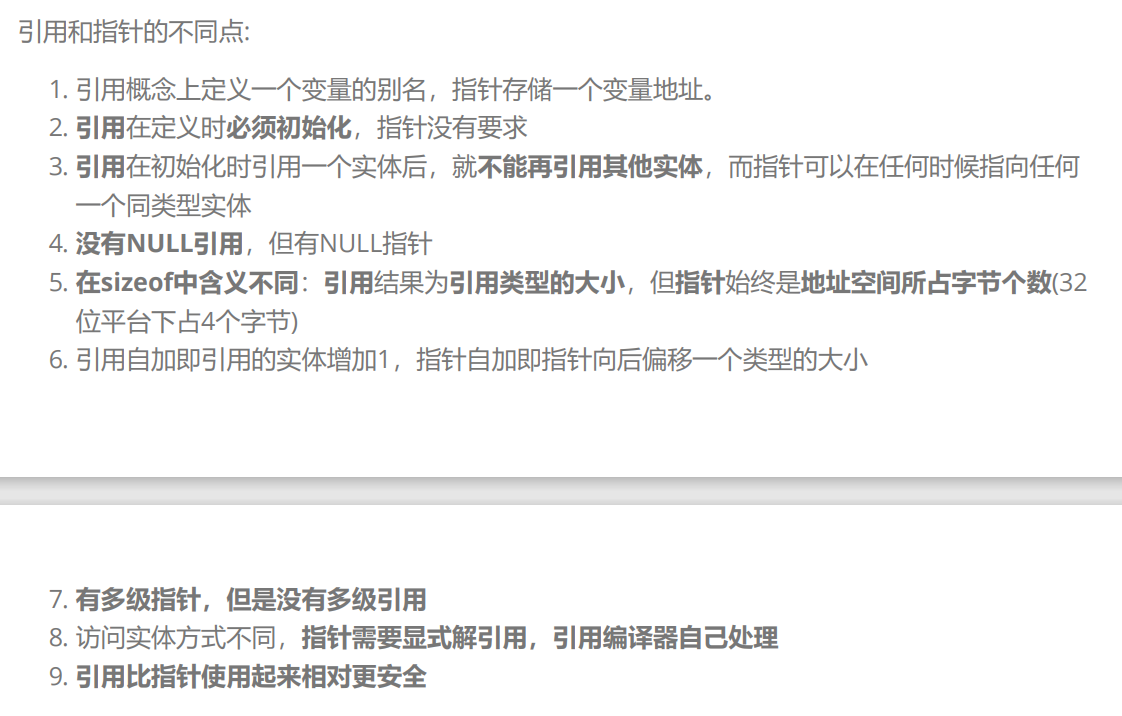 引用和指针的不同点:
1. 引用概念上定义一个变量的别名，指针存储一个变量地址。
2. 引用在定义时必须初始化，指针没有要求
3. 引用在初始化时引用一个实体后，就不能再引用其他实体，而指针可以在任何时候指向任何
一个同类型实体
4. 没有NULL引用，但有NULL指针
5. 在sizeof中含义不同：引用结果为引用类型的大小，但指针始终是地址空间所占字节个数(32
位平台下占4个字节)
6. 引用自加即引用的实体增加1，指针自加即指针向后偏移一个类型的大小
7. 有多级指针，但是没有多级引用
8. 访问实体方式不同，指针需要显式解引用，引用编译器自己处理
9. 引用比指针使用起来相对更安全